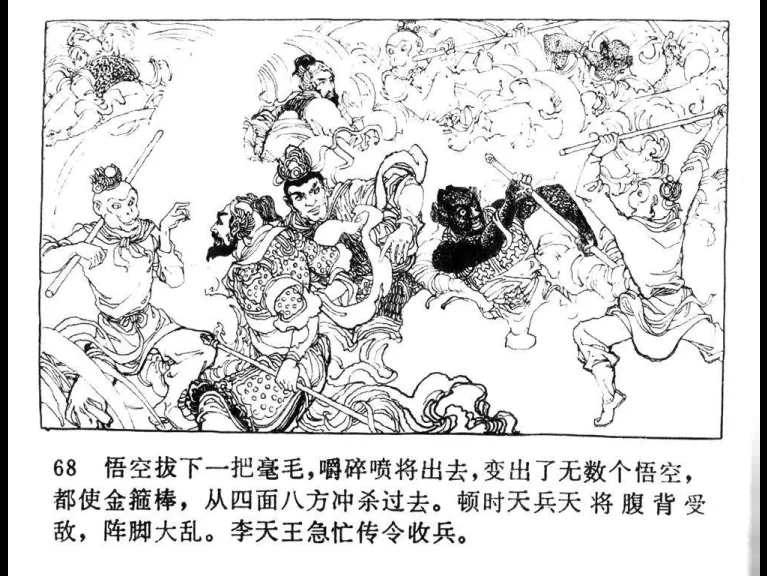 68 悟空拔下一把毫毛，嚼碎喷将出去，变出了无数个悟空，
都使金箍棒，从四面八方冲杀过去。顿时天兵天将腹背受
敌，阵脚大乱。李天王急忙传令收兵。